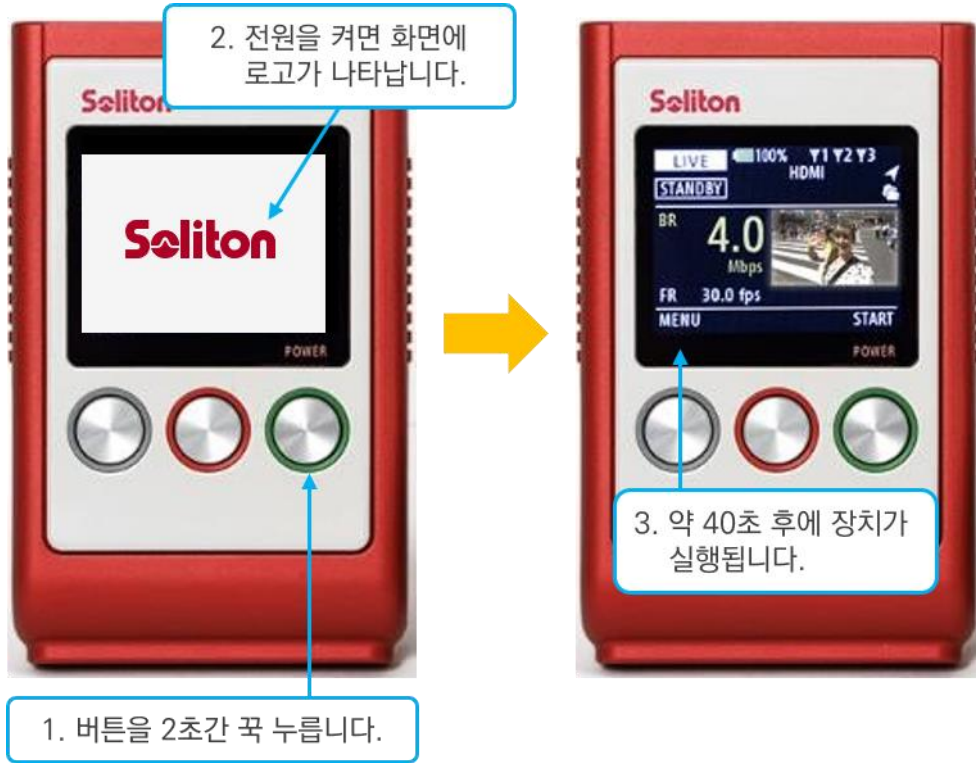 2. 전원을 켜면 화면에
로고가 나타납니다.
Soliton
Soliton
POWER
1. 버튼을 2초간 꾹 누릅니다.
Soliton
LIVE 100% 1 2 3
HDMI
STANDBY
BR 4.0
Mbps
FR 30.0 fps
MENU START
POWER
3. 약 40초 후에 장치가
실행됩니다.